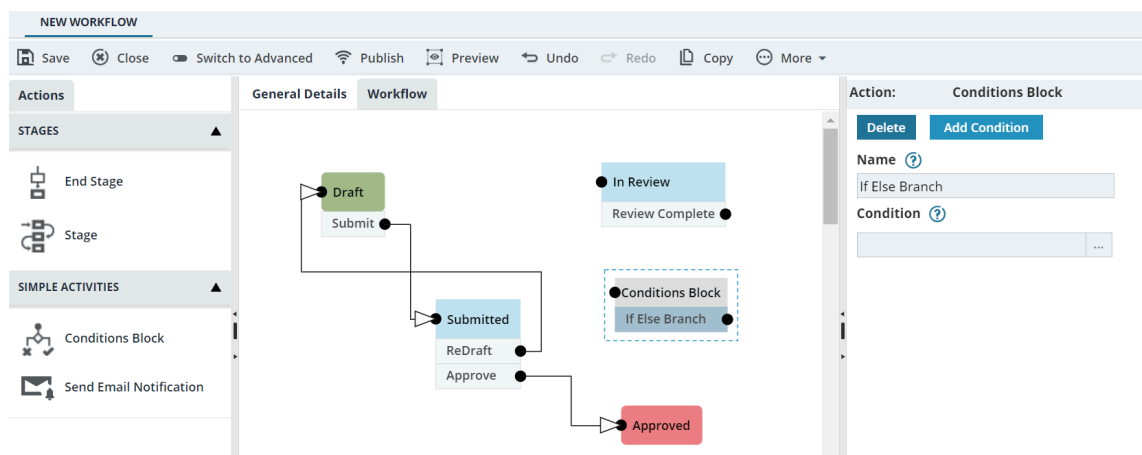 NEW WORKFLOW
Save Close Switch to Advanced Publish Preview Undo Redo Copy More
Actions
STAGES
End Stage
Stage
SIMPLE ACTIVITIES
Conditions Block
Send Email Notification
General Details Workflow
Draft
Submit
In Review
Review Complete
Conditions Block
If Else Branch
Submitted
ReDraft
Approve
Approved
Action: Conditions Block
Delete Add Condition
Name ?
If Else Branch
Condition ?
...